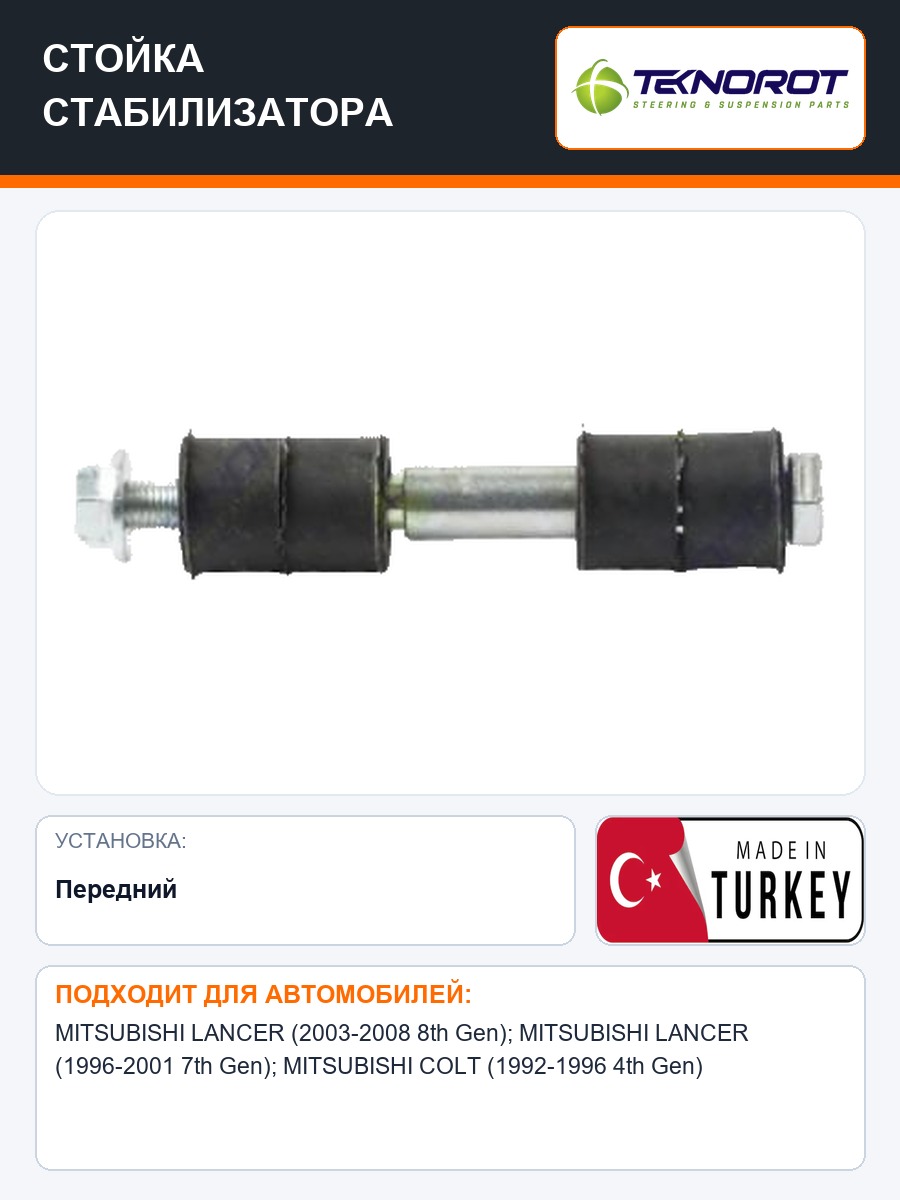 СТОЙКА
СТАБИЛИЗАТОРА
TEKNOROT
STEERING & SUSPENSION PARTS
УСТАНОВКА:
Передний
MADE IN
TURKEY
ПОДХОДИТ ДЛЯ АВТОМОБИЛЕЙ:
MITSUBISHI LANCER (2003-2008 8th Gen); MITSUBISHI LANCER
(1996-2001 7th Gen); MITSUBISHI COLT (1992-1996 4th Gen)